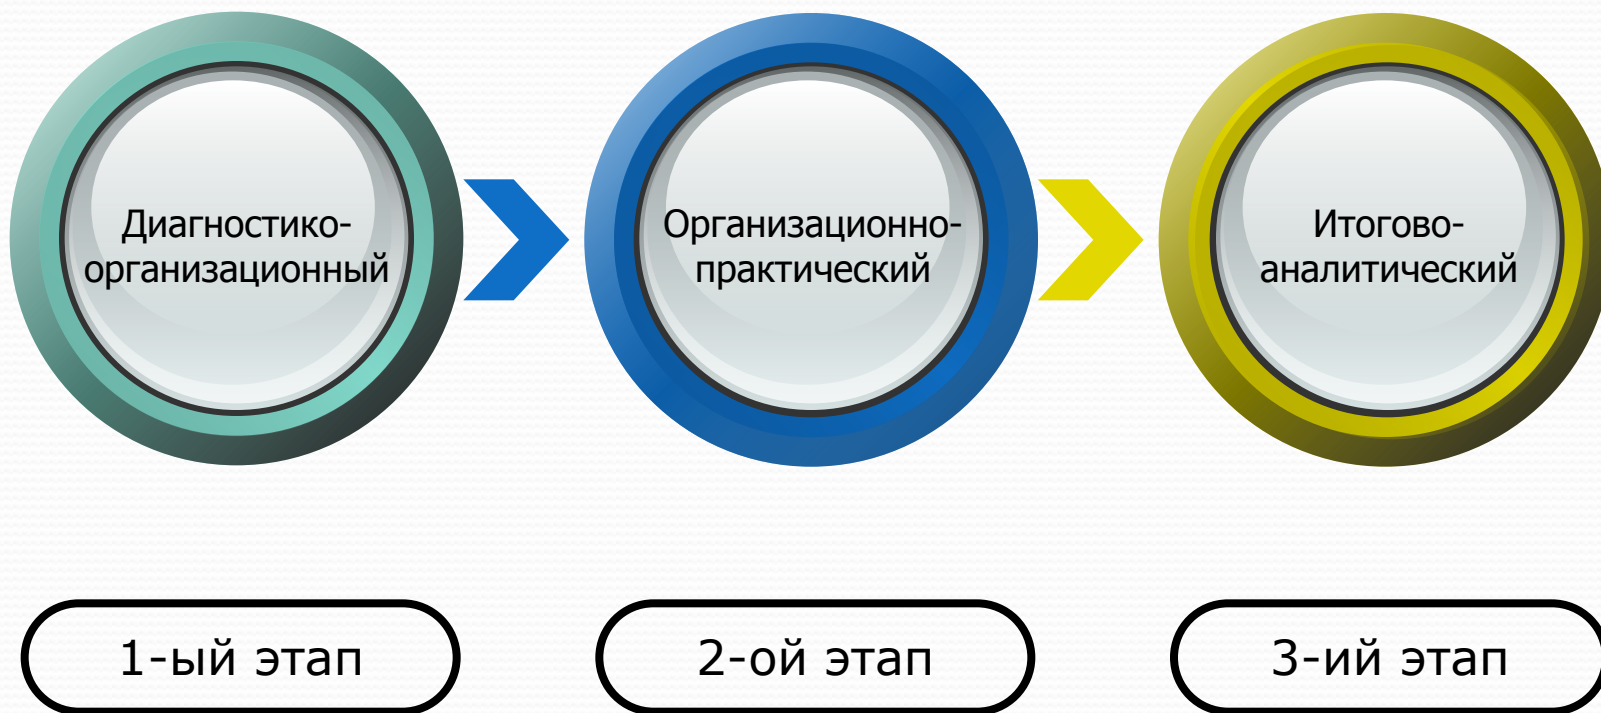 Диагностико-
организационный
Организационно-
практический
Итогово-
аналитический
1-ый этап
2-ой этап
3-ий этап